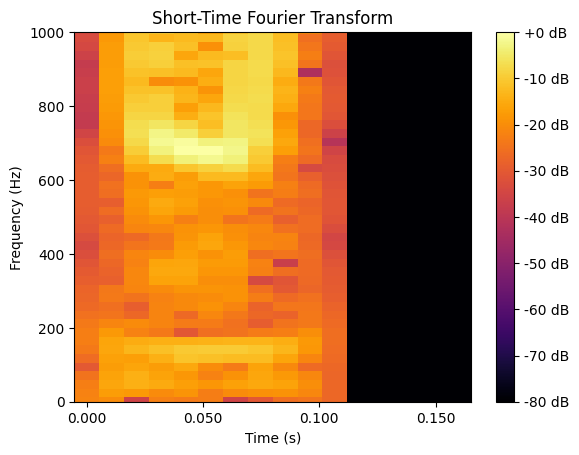 Short-Time Fourier Transform
1000
800
600
400
200
0
Frequency (Hz)
0.000
0.050
0.100
0.150
Time (s)
+0 dB
-10 dB
-20 dB
-30 dB
-40 dB
-50 dB
-60 dB
-70 dB
-80 dB